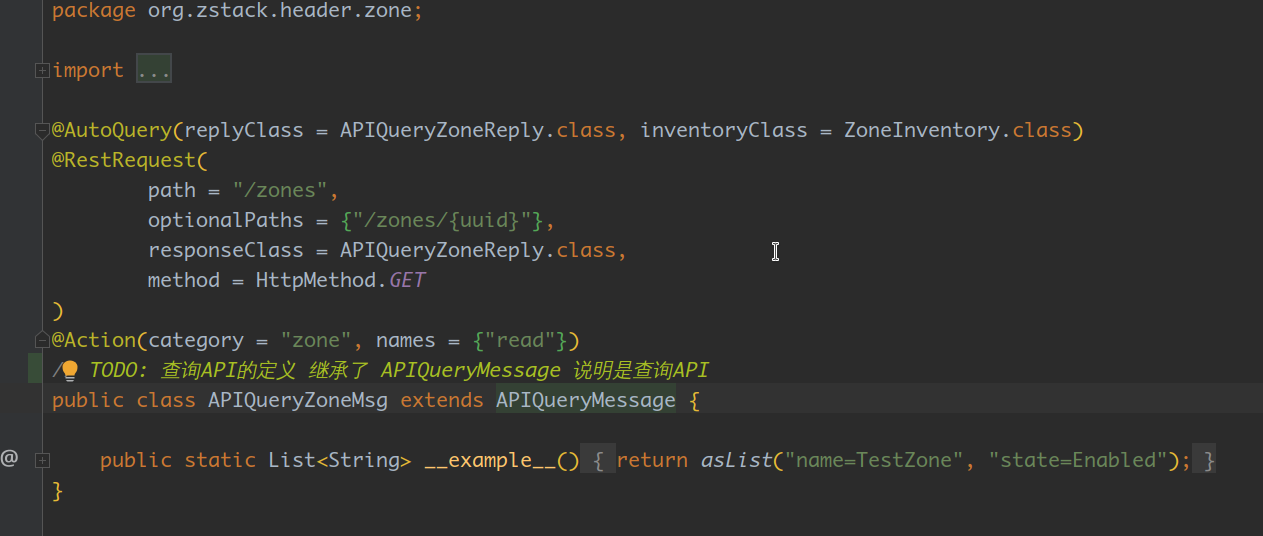 package org.zstack.header.zone;
import ...
@AutoQuery(replyClass = APIQueryZoneReply.class, inventoryClass = ZoneInventory.class)
@RestRequest(
path = "/zones",
optionalPaths = {"/zones/{uuid}"},
responseClass = APIQueryZoneReply.class,
method = HttpMethod.GET
)
@Action(category = "zone", names = {"read"})
/ TODO: 查询API的定义 继承了 APIQueryMessage 说明是查询API
public class APIQueryZoneMsg extends APIQueryMessage {
@ public static List<String> __example__() { return asList("name=TestZone", "state=Enabled"); }
}